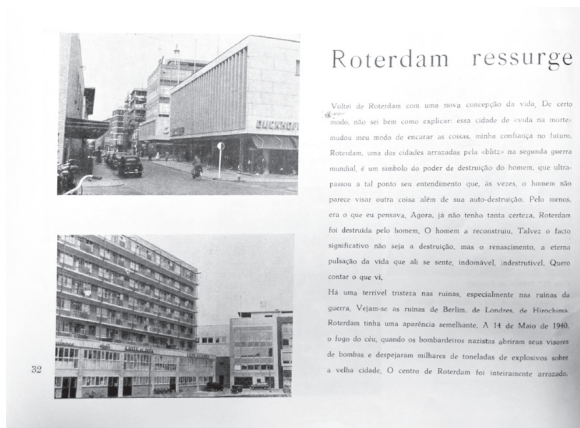 Roterdam ressurge
Voltei de Roterdam com uma nova concepção da vida. De certo
modo, não sei bem como explicar: essa cidade de «vida na morte»
mudou meu modo de encarar as coisas, minha confiança no futuro.
Roterdam, uma das cidades arrazadas pela «blitz» na segunda guerra
mundial, é um símbolo do poder de destruição do homem, que ultra-
passou a tal ponto seu entendimento que, às vezes, o homem não
parece visar outra coisa além de sua auto-destruição. Pelo menos,
era o que eu pensava. Agora, já não tenho tanta certeza. Roterdam
foi destruida pelo homem. O homem a reconstruiu. Talvez o facto
significativo não seja a destruição, mas o renascimento, a eterna
pulsação da vida que ali se sente, indomável, indestrutível. Quero
contar o que vi.
Há uma terrível tristeza nas ruinas, especialmente nas ruinas da
guerra. Vejam-se as ruinas de Berlim, de Londres, de Hirochima.
Roterdam tinha uma aparência semelhante. A 14 de Maio de 1940,
o fogo do céu, quando os bombardeiros nazistas abriram seus visores
de bombas e despejaram milhares de toneladas de explosivos sobre
a velha cidade. O centro de Roterdam foi inteiramente arrazado.
32